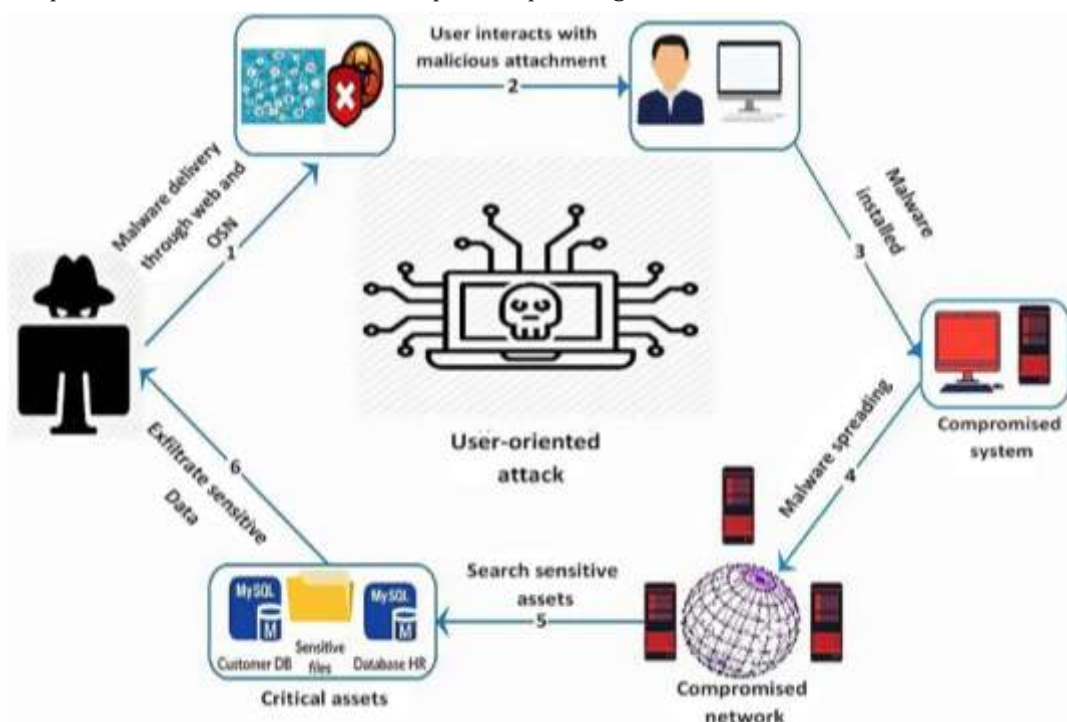 User interacts with
malicious attachment
2
Malware delivery
through web and
OSN
1
Malware
installed
3
Compromised
system
Malware spreading
4
User-oriented
attack
Exfiltrate sensitive
Data
6
Search sensitive
assets
5
MySQL
M
Customer DB
Sensitive
files
MySQL
M
Database HR
Critical assets
Compromised
network